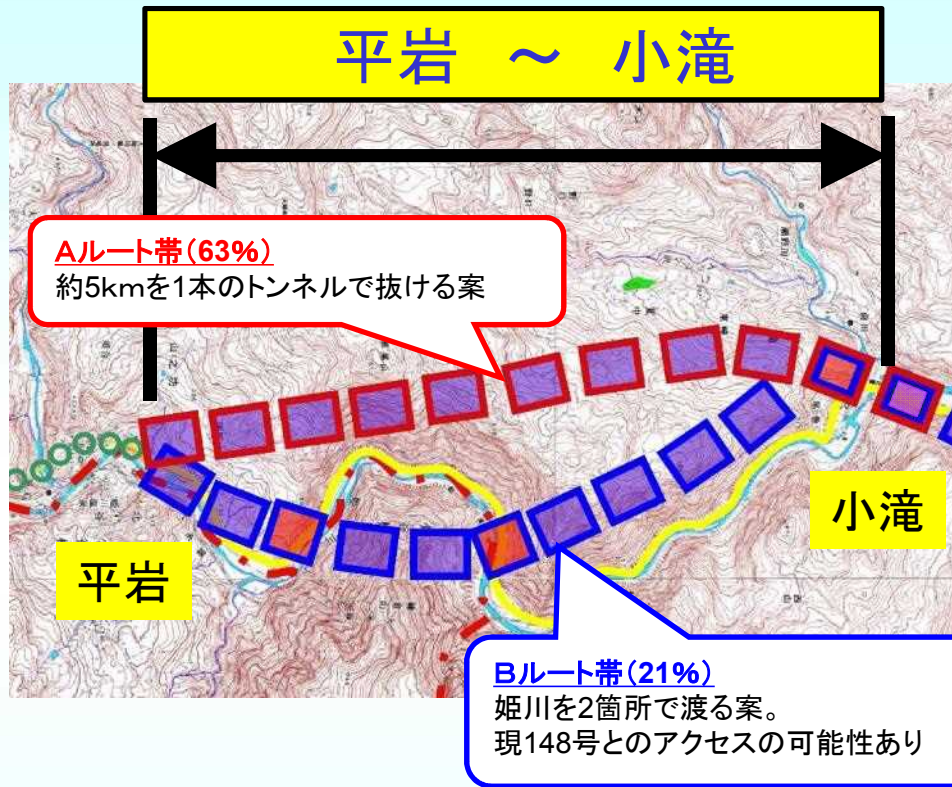 平岩 ～ 小滝
Aルート帯(63%)
約5kmを1本のトンネルで抜ける案
平岩
小滝
Bルート帯(21%)
姫川を2箇所で渡る案。
現148号とのアクセスの可能性あり